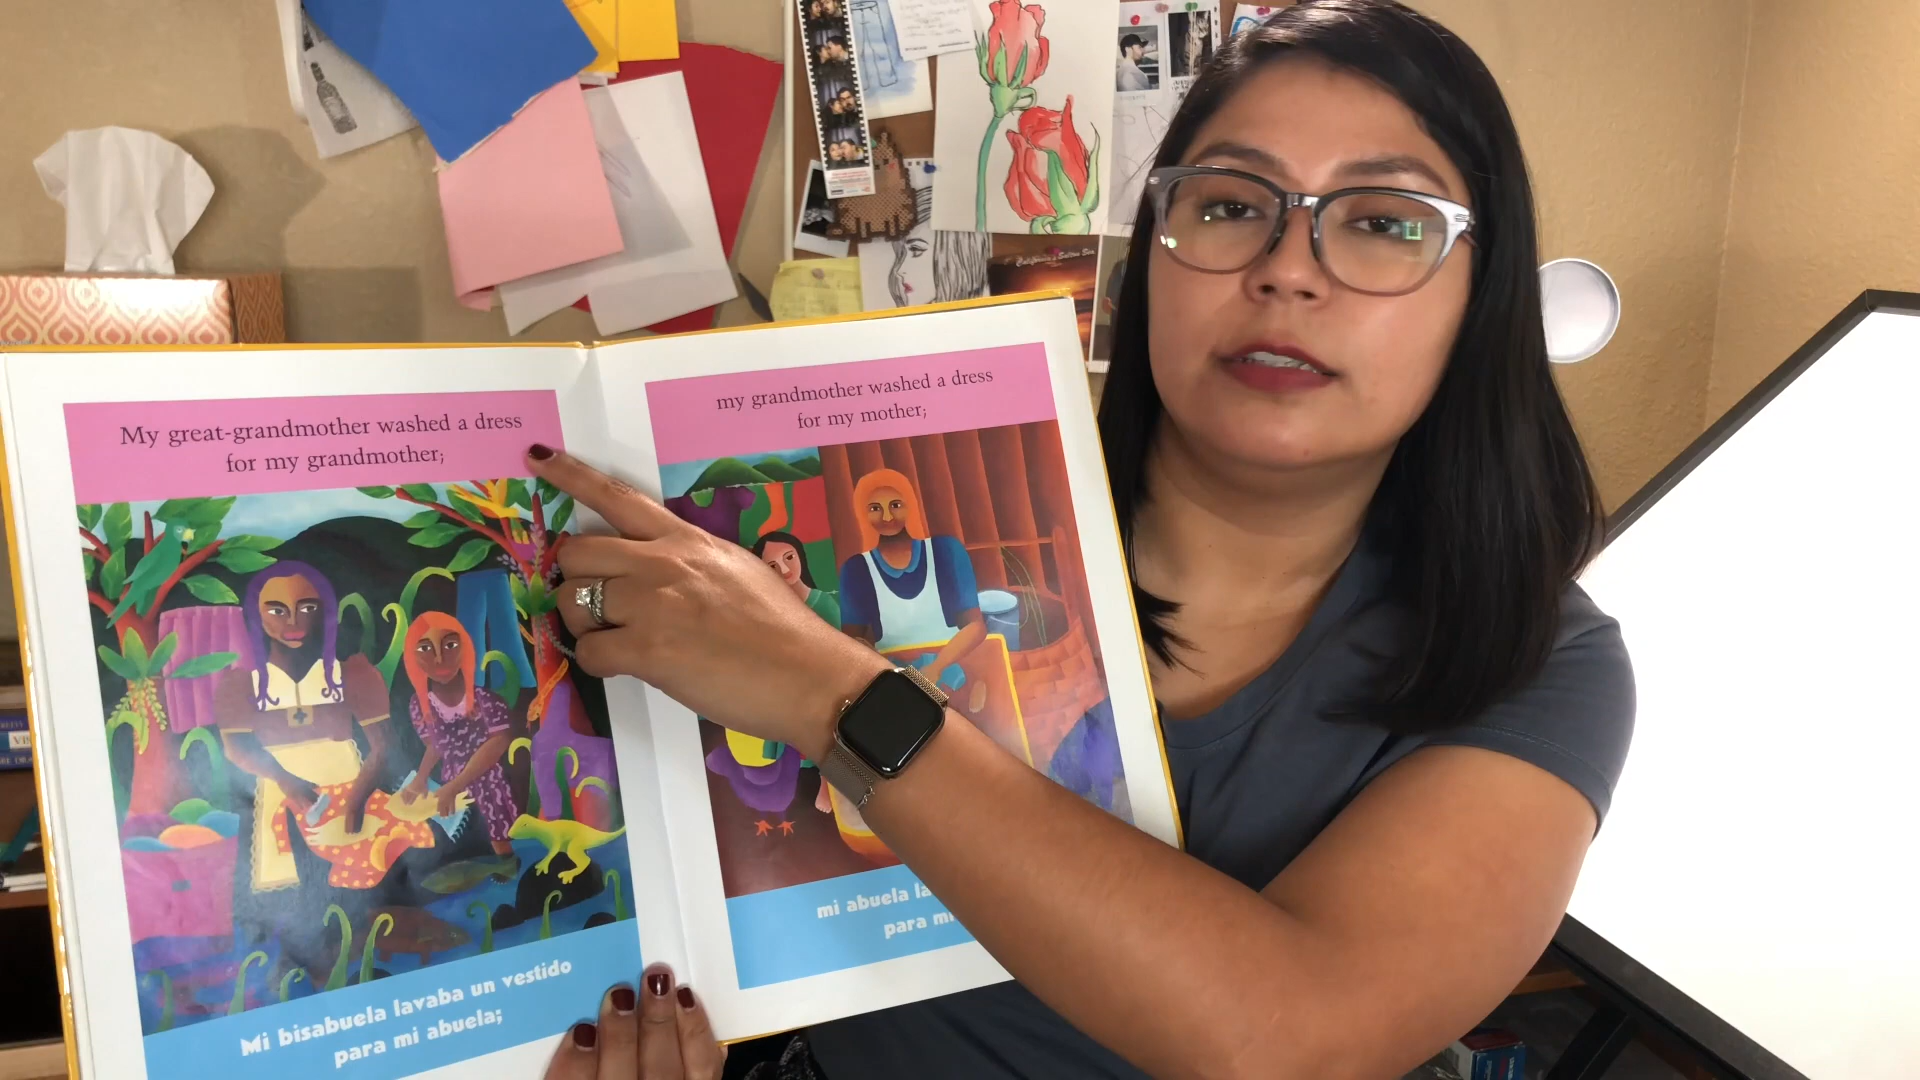 My great-grandmother washed a dress
for my grandmother;
my grandmother washed a dress
for my mother;
Mi bisabuela lavaba un vestido
para mi abuela;
mi abuela
para